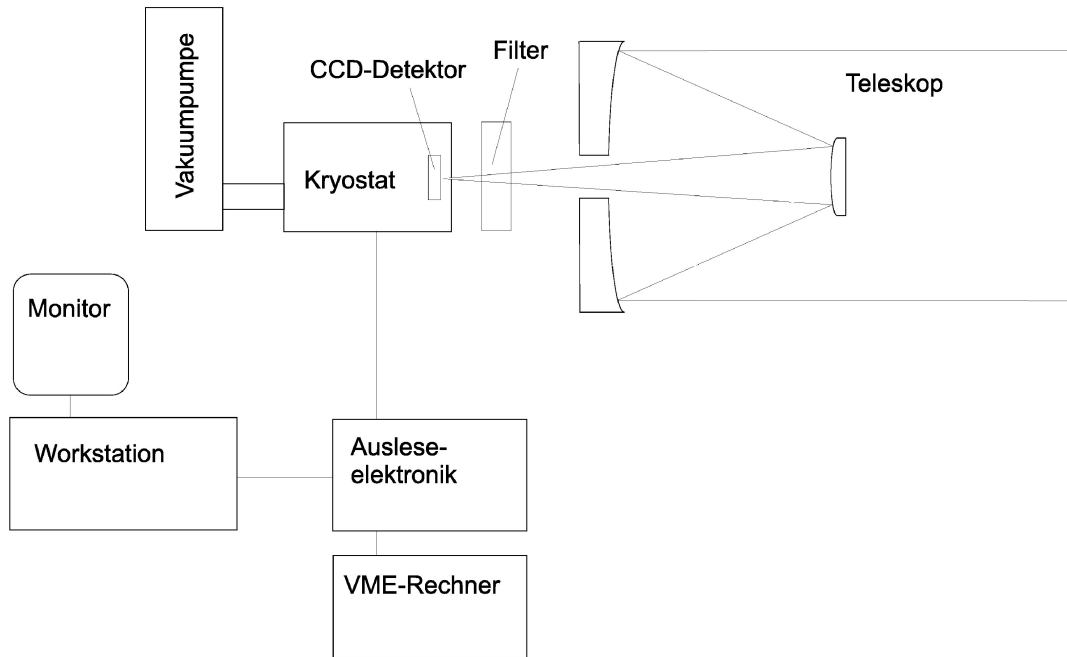 Vakuumpumpe
CCD-Detektor
Filter
Teleskop
Kryostat
Monitor
Workstation
Auslese-
elektronik
VME-Rechner